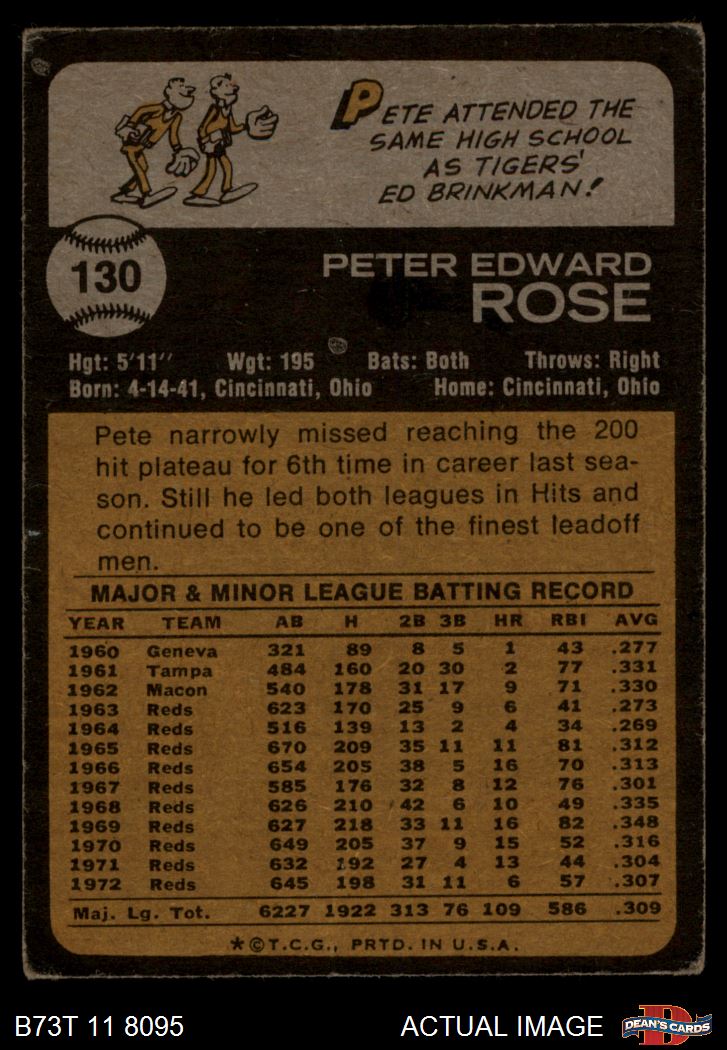 PETE ATTENDED THE
SAME HIGH SCHOOL
AS TIGERS'
ED BRINKMAN!
130
PETER EDWARD
ROSE
Hgt: 5'11" Wgt: 195 Bats: Both Throws: Right
Born: 4-14-41, Cincinnati, Ohio Home: Cincinnati, Ohio
Pete narrowly missed reaching the 200
hit plateau for 6th time in career last sea-
son. Still he led both leagues in Hits and
continued to be one of the finest leadoff
men.
MAJOR & MINOR LEAGUE BATTING RECORD
YEAR TEAM AB H 2B 3B HR RBI AVG
1960 Geneva 321 89 8 5 1 43 .277
1961 Tampa 484 160 20 30 2 77 .331
1962 Macon 540 178 31 17 9 71 .330
1963 Reds 623 170 25 9 6 41 .273
1964 Reds 516 139 13 2 4 34 .269
1965 Reds 670 209 35 11 11 81 .312
1966 Reds 654 205 38 5 16 70 .313
1967 Reds 585 176 32 8 12 76 .301
1968 Reds 626 210 42 6 10 49 .335
1969 Reds 627 218 33 11 16 82 .348
1970 Reds 649 205 37 9 15 52 .316
1971 Reds 632 192 27 4 13 44 .304
1972 Reds 645 198 31 11 6 57 .307
Maj. Lg. Tot. 6227 1922 313 76 109 586 .309
*©T.C.G., PRTD. IN U.S.A.
B73T 11 8095 ACTUAL IMAGE
D
DEAN'S CARDS